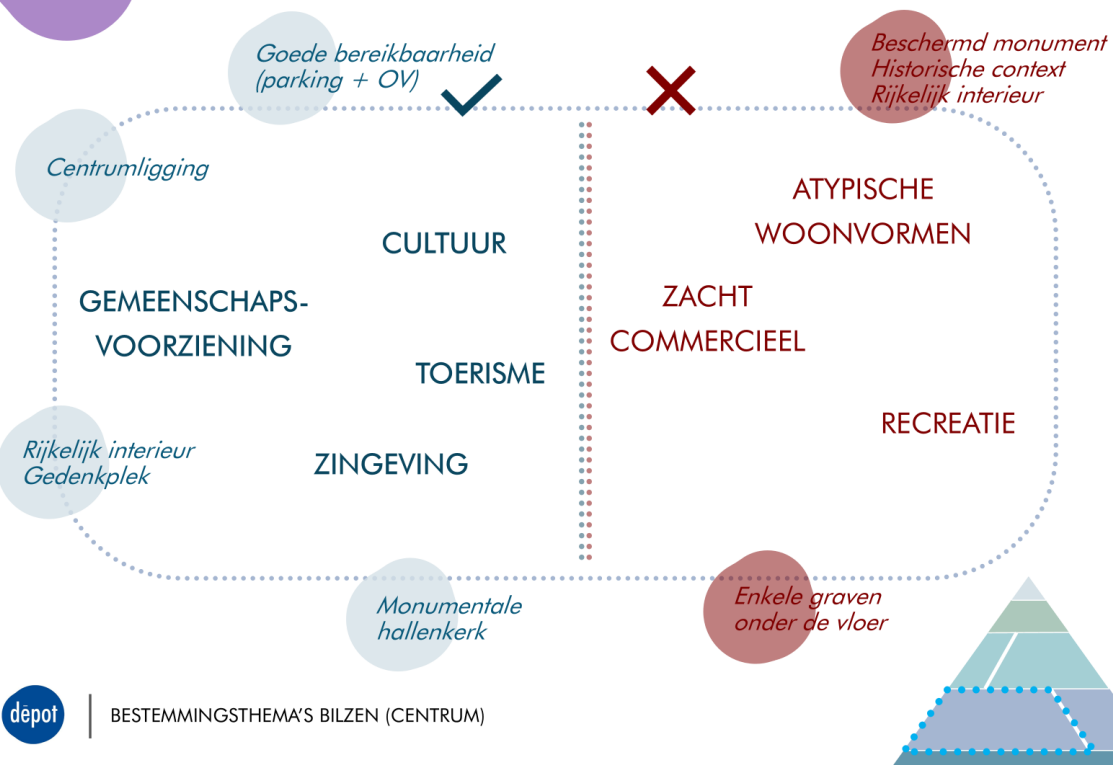 Goede bereikbaarheid
(parking + OV)
Beschermd monument
Historische context
Rijkelijk interieur
Centrumligging
ATYPISCHE
WOONVORMEN
CULTUUR
GEMEENSCHAPS-
VOORZIENING
ZACHT
COMMERCIEEL
TOERISME
RECREATIE
Rijkelijk interieur
Gedenkplek
ZINGEVING
Monumentale
hallenkerk
Enkele graven
onder de vloer
dēpot
BESTEMMINGSTHEMA'S BILZEN (CENTRUM)